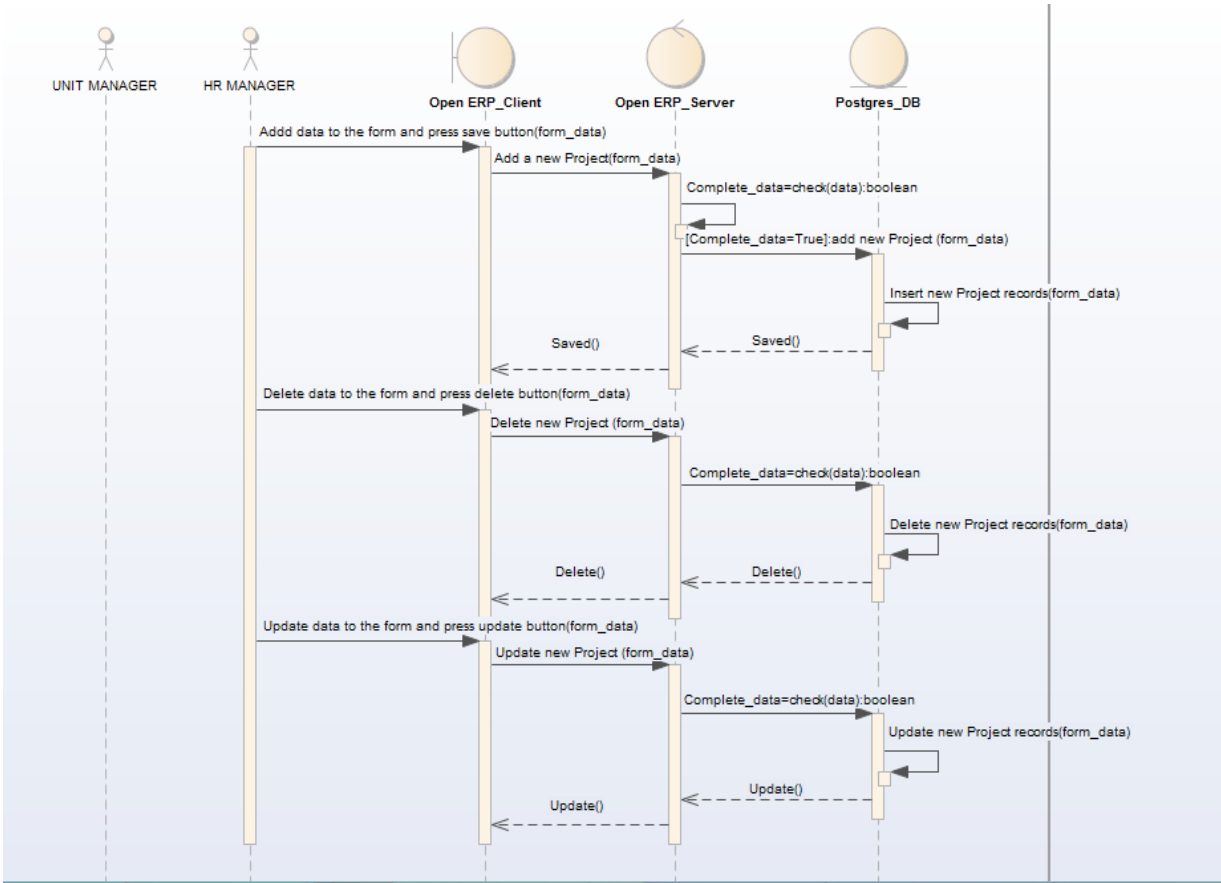 UNIT MANAGER
HR MANAGER
Open ERP_Client
Open ERP_Server
Postgres_DB
Addd data to the form and press save button(form_data)
Add a new Project(form_data)
Complete_data=check(data):boolean
[Complete_data=True]:add new Project (form_data)
Insert new Project records(form_data)
Saved()
Saved()
Delete data to the form and press delete button(form_data)
Delete new Project (form_data)
Complete_data=check(data):boolean
Delete new Project records(form_data)
Delete()
Delete()
Update data to the form and press update button(form_data)
Update new Project (form_data)
Complete_data=check(data):boolean
Update new Project records(form_data)
Update()
Update()